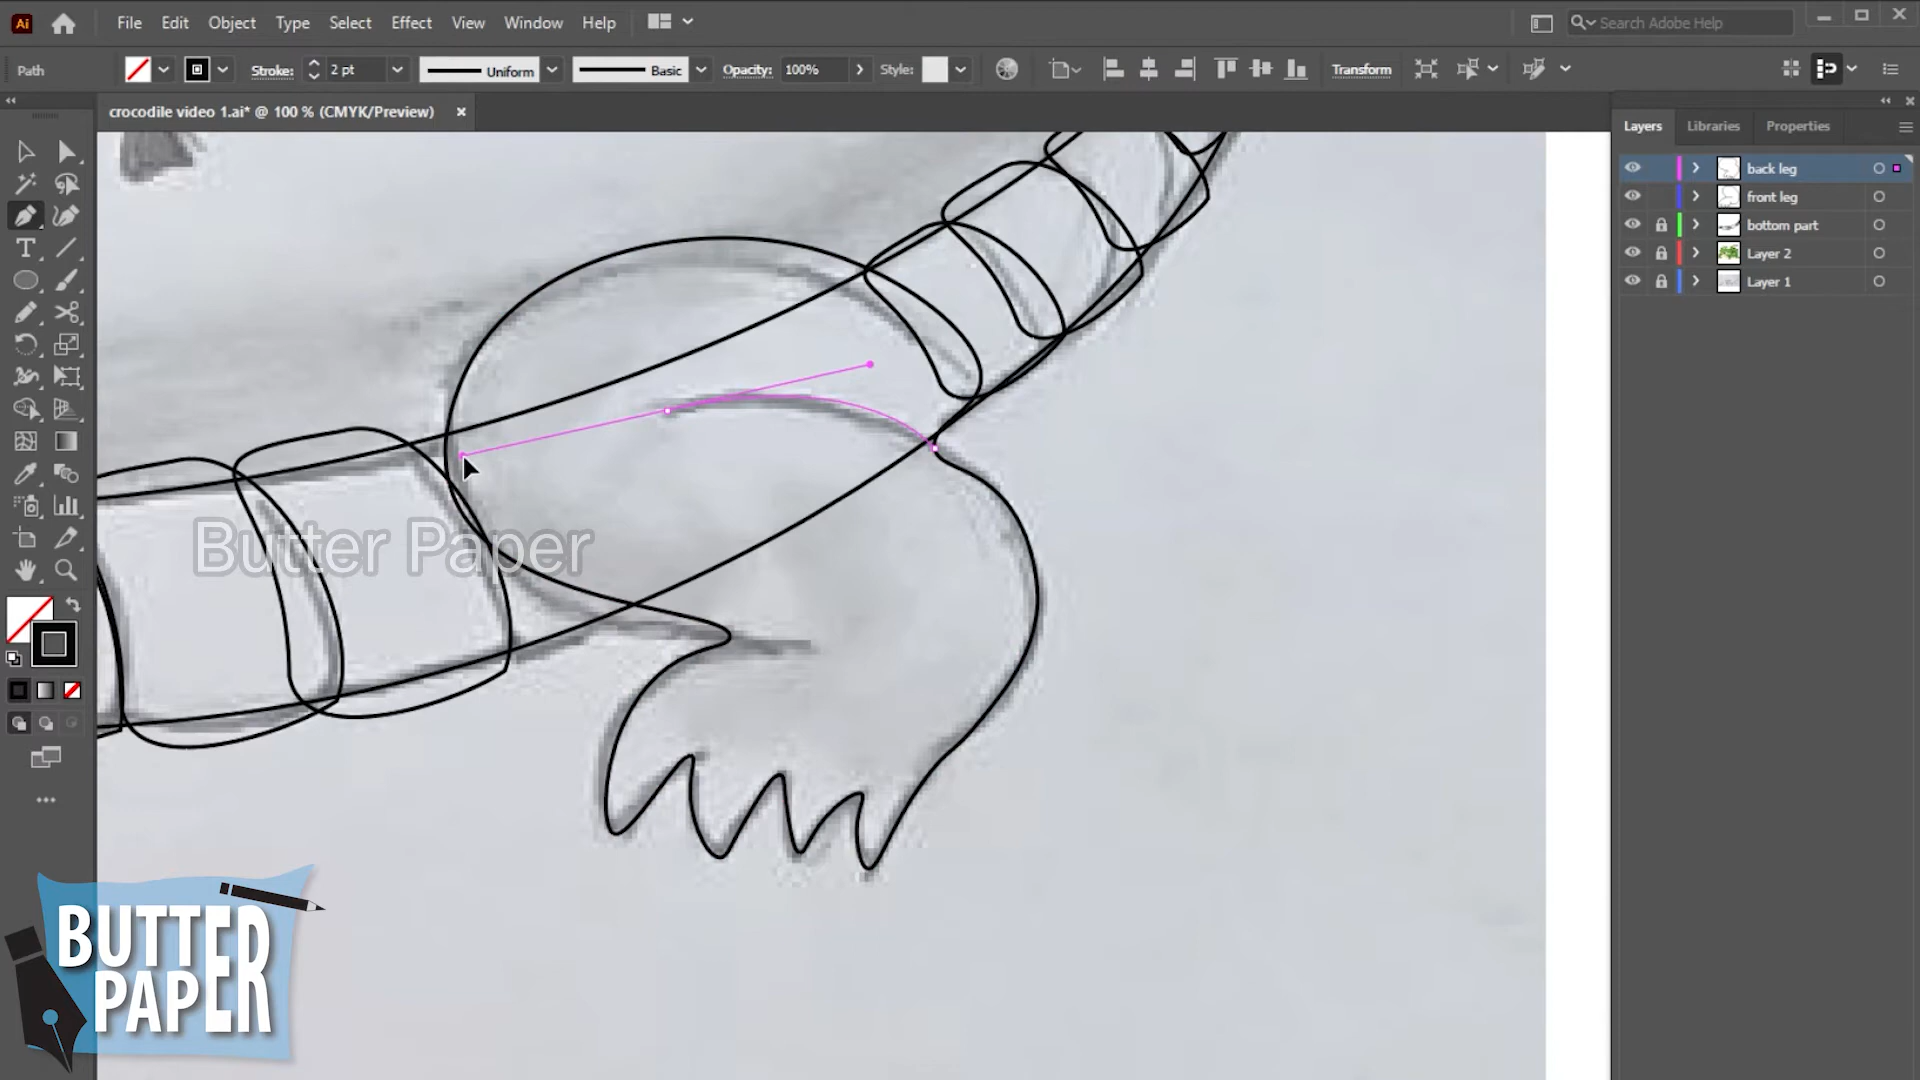 Ai File Edit Object Type Select Effect View Window Help Search Adobe Help
Path Stroke: 2 pt Uniform Basic Opacity: 100% Style: Transform
crocodile video 1.ai* @ 100 % (CMYK/Preview)
Layers Libraries Properties
back leg
front leg
bottom part
Layer 2
Layer 1
Butter Paper
BUTTER
PAPER